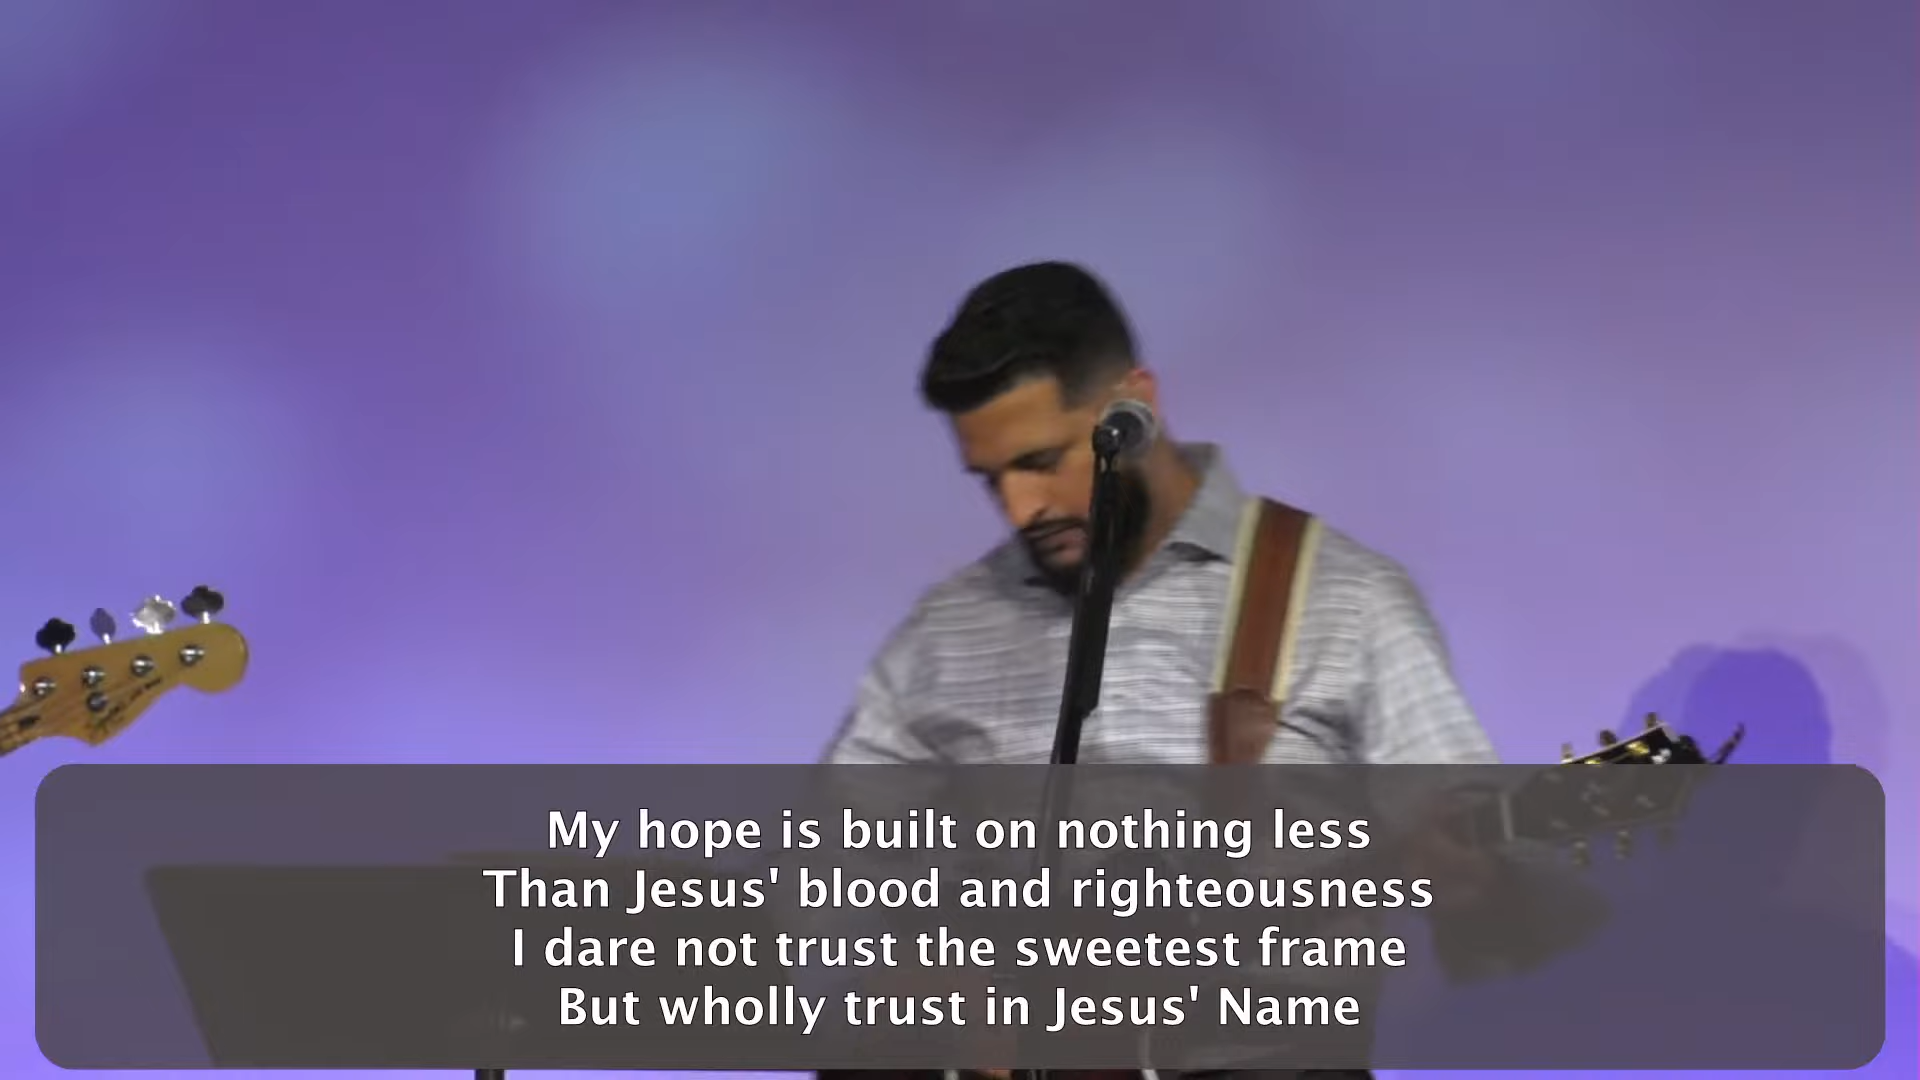 My hope is built on nothing less
Than Jesus' blood and righteousness
I dare not trust the sweetest frame
But wholly trust in Jesus' Name